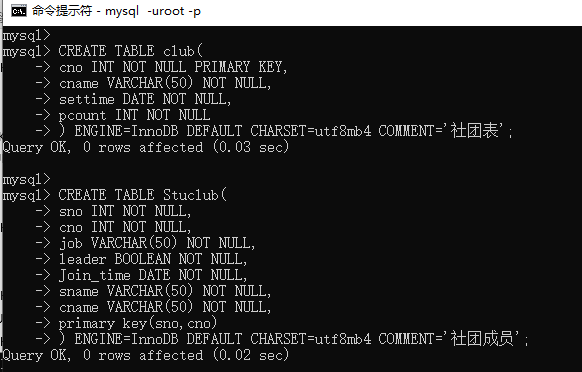 命令提示符 - mysql  -uroot -p
mysql>
mysql> CREATE TABLE club(
    -> cno INT NOT NULL PRIMARY KEY,
    -> cname VARCHAR(50) NOT NULL,
    -> settime DATE NOT NULL,
    -> pcount INT NOT NULL
    -> ) ENGINE=InnoDB DEFAULT CHARSET=utf8mb4 COMMENT='社团表';
Query OK, 0 rows affected (0.03 sec)

mysql>
mysql> CREATE TABLE Stuclub(
    -> sno INT NOT NULL,
    -> cno INT NOT NULL,
    -> job VARCHAR(50) NOT NULL,
    -> leader BOOLEAN NOT NULL,
    -> Join_time DATE NOT NULL,
    -> sname VARCHAR(50) NOT NULL,
    -> cname VARCHAR(50) NOT NULL,
    -> primary key(sno,cno)
    -> ) ENGINE=InnoDB DEFAULT CHARSET=utf8mb4 COMMENT='社团成员';
Query OK, 0 rows affected (0.02 sec)